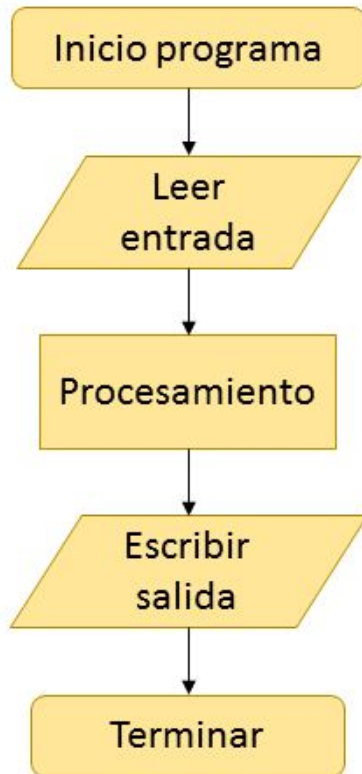 Inicio programa
Leer
entrada
Procesamiento
Escribir
salida
Terminar